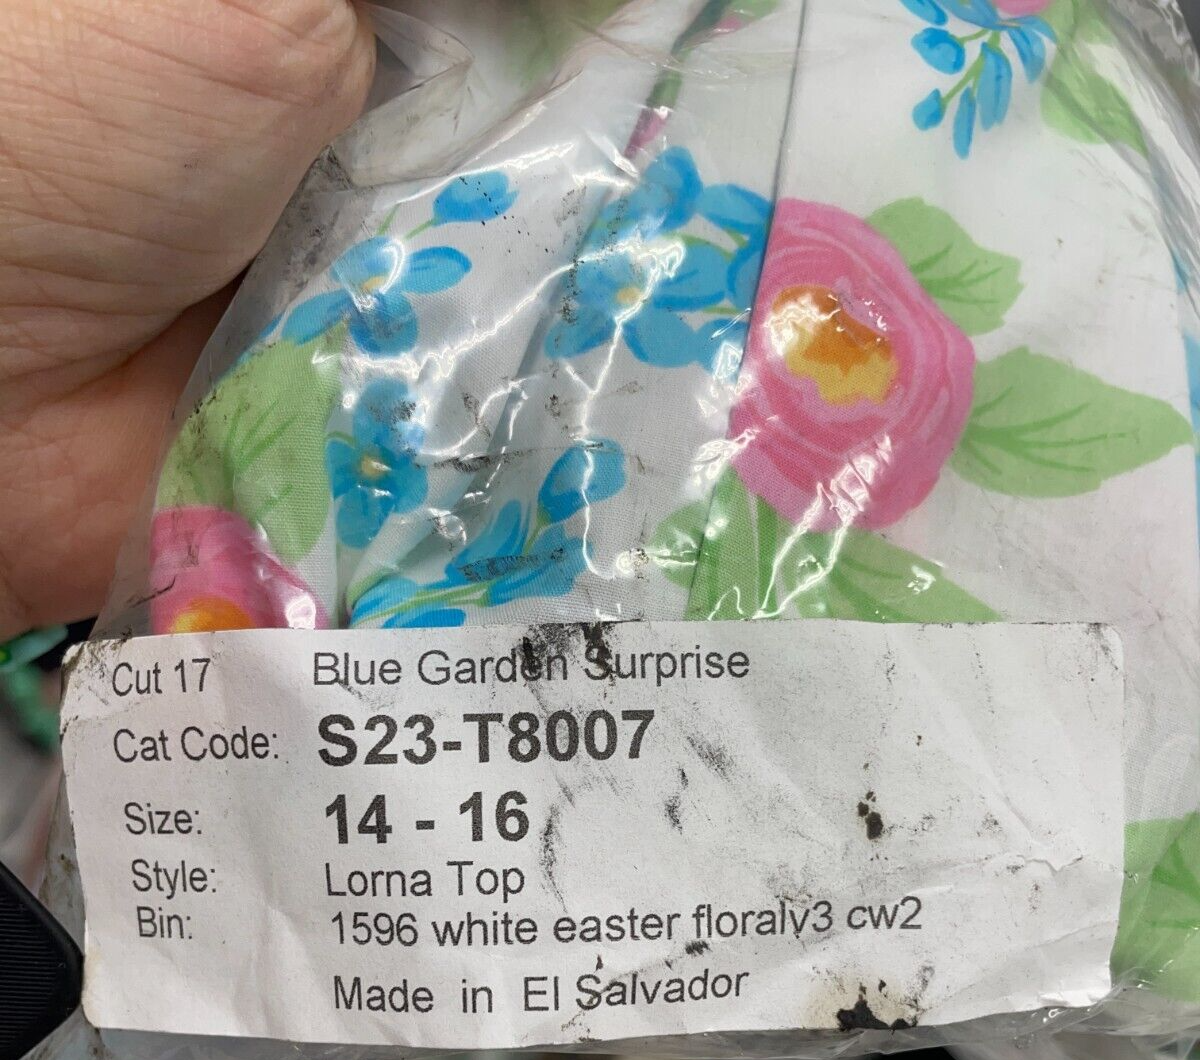 Cut 17 Blue Garden Surprise
Cat Code: S23-T8007
Size: 14 - 16
Style: Lorna Top
Bin: 1596 white easter floralv3 cw2
Made in El Salvador